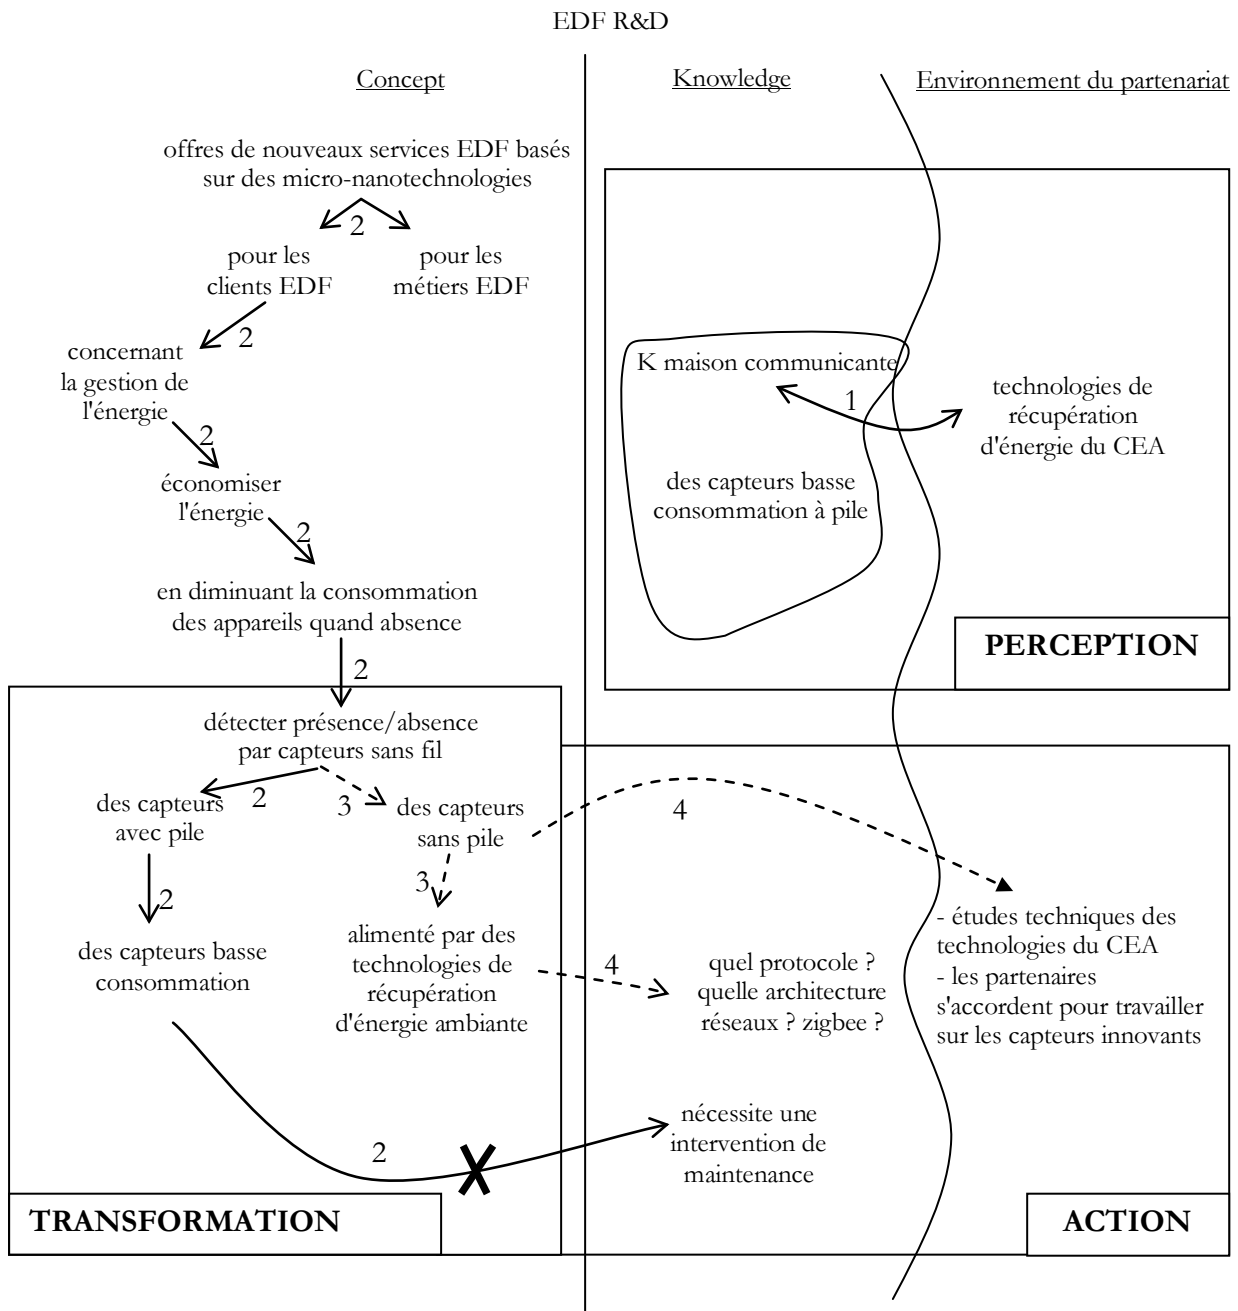 EDF R&D
Concept
Knowledge
Environnement du partenariat
offres de nouveaux services EDF basés
sur des micro-nanotechnologies
2
pour les
clients EDF
pour les
métiers EDF
2
concernant
la gestion de
l'énergie
2
économiser
l'énergie
2
en diminuant la consommation
des appareils quand absence
2
K maison communicante
1
des capteurs basse
consommation à pile
technologies de
récupération
d'énergie du CEA
PERCEPTION
détecter présence/absence
par capteurs sans fil
2
3
des capteurs
avec pile
des capteurs
sans pile
4
2
3
des capteurs basse
consommation
alimenté par des
technologies de
récupération
d'énergie ambiante
4
quel protocole ?
quelle architecture
réseaux ? zigbee ?
- études techniques des
technologies du CEA
- les partenaires
s'accordent pour travailler
sur les capteurs innovants
2
nécessite une
intervention de
maintenance
TRANSFORMATION
ACTION